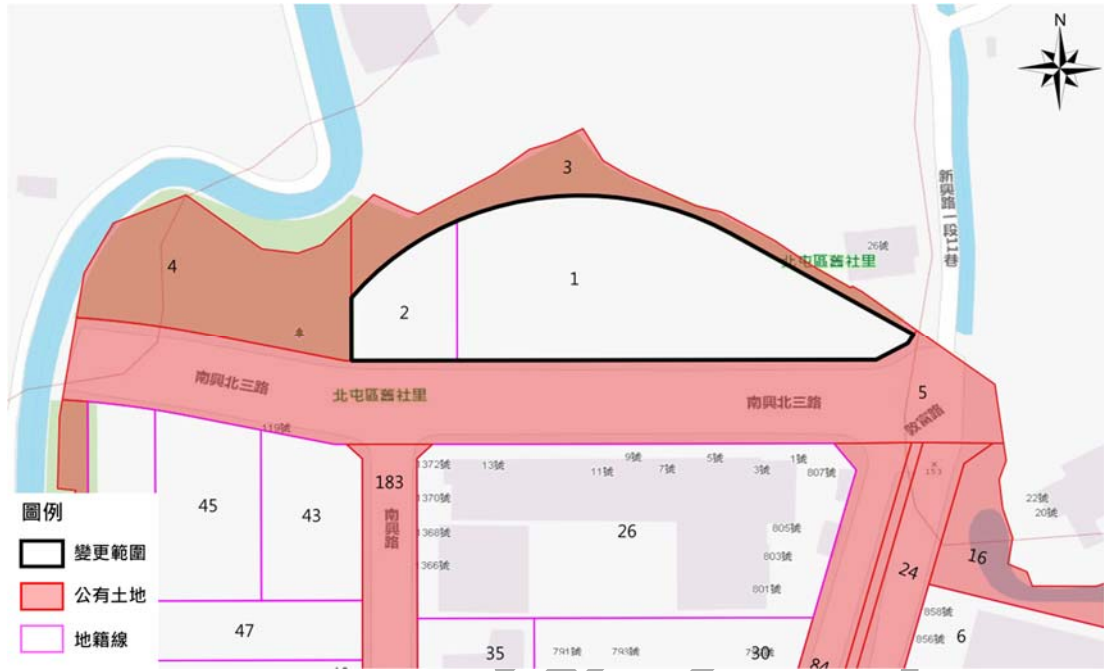 N
3
新興路一段11巷
26號
北屯區舊社里
4
1
2
南興北三路
北屯區舊社里
南興北三路
5
敦富路
119號
183
南興路
1372號
13號
11號
9號
7號
5號
3號
1號
807號
153
1370號
1368號
1366號
45
43
26
805號
803號
801號
22號
20號
16
24
858號
856號
6
47
35
791號
793號
30
84
圖例
變更範圍
公有土地
地籍線